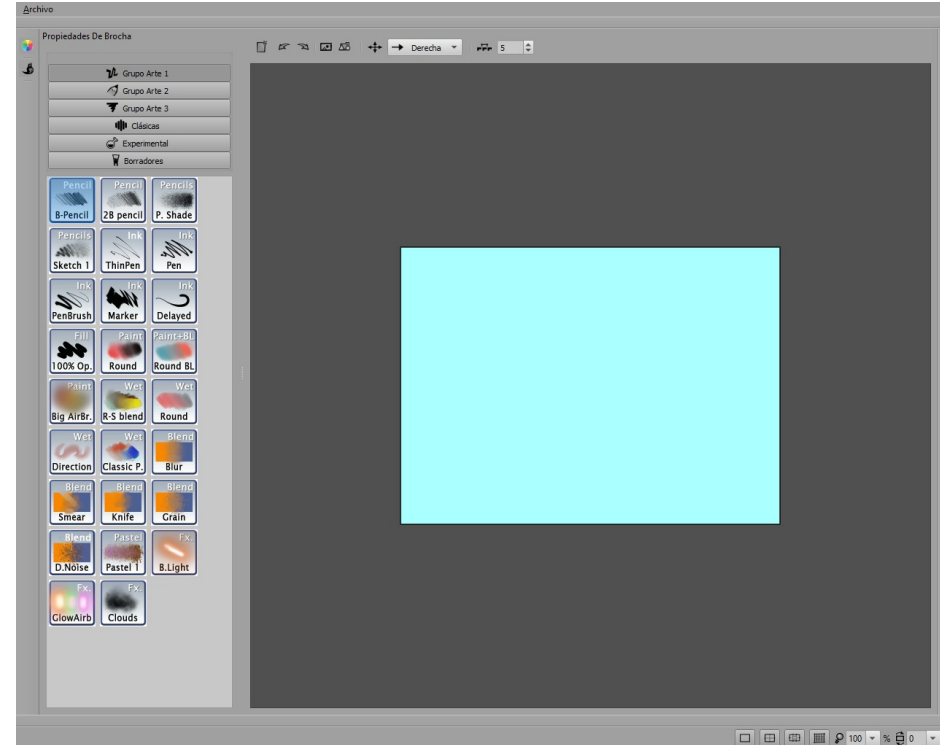 Archivo
Propiedades De Brocha
Derecha
5
Grupo Arte 1
Grupo Arte 2
Grupo Arte 3
Clásicas
Experimental
Borradores
Pencil Pencil Pencils
B-Pencil 2B pencil P. Shade
Pencils Ink Ink
Sketch 1 ThinPen Pen
Ink Ink Ink
PenBrush Marker Delayed
Fill Paint Paint+BL
100% Op. Round Round BL
Paint Wet Wet
Big AirBr. R-S blend Round
Wet Wet Blend
Direction Classic P. Blur
Blend Blend Blend
Smear Knife Grain
Blend Pastel Fx.
D.Noise Pastel 1 B.Light
Fx. Fx.
GlowAirb Clouds
100 % 0